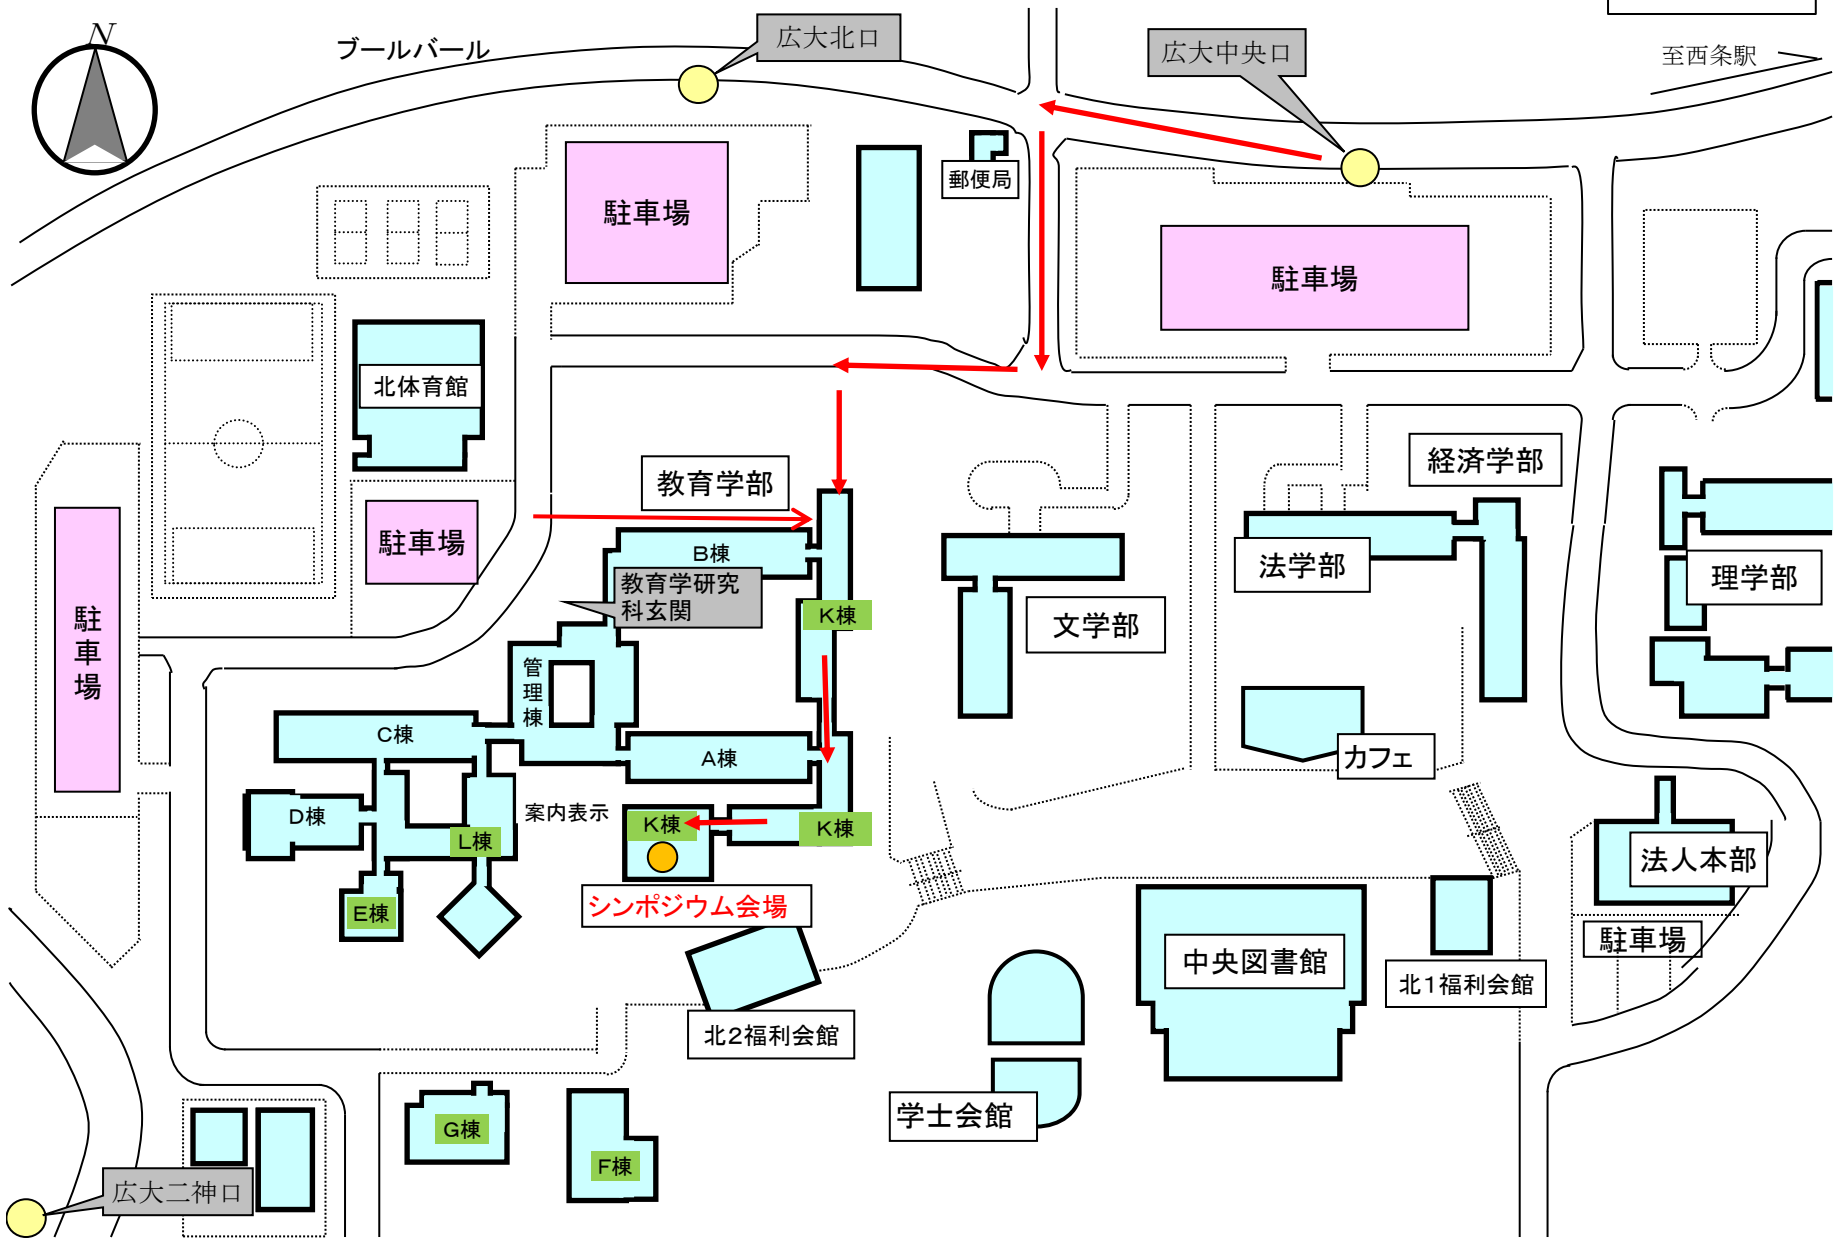 N
ブールバール
広大北口
広大中央口
至西条駅
郵便局
駐車場
駐車場
北体育館
教育学部
経済学部
駐車場
B棟
法学部
理学部
教育学研究
科玄関
K棟
文学部
駐
車
場
管
理
棟
C棟
A棟
カフェ
案内表示
D棟
K棟
K棟
L棟
法人本部
シンポジウム会場
E棟
駐車場
中央図書館
北1福利会館
北2福利会館
学士会館
G棟
F棟
広大二神口